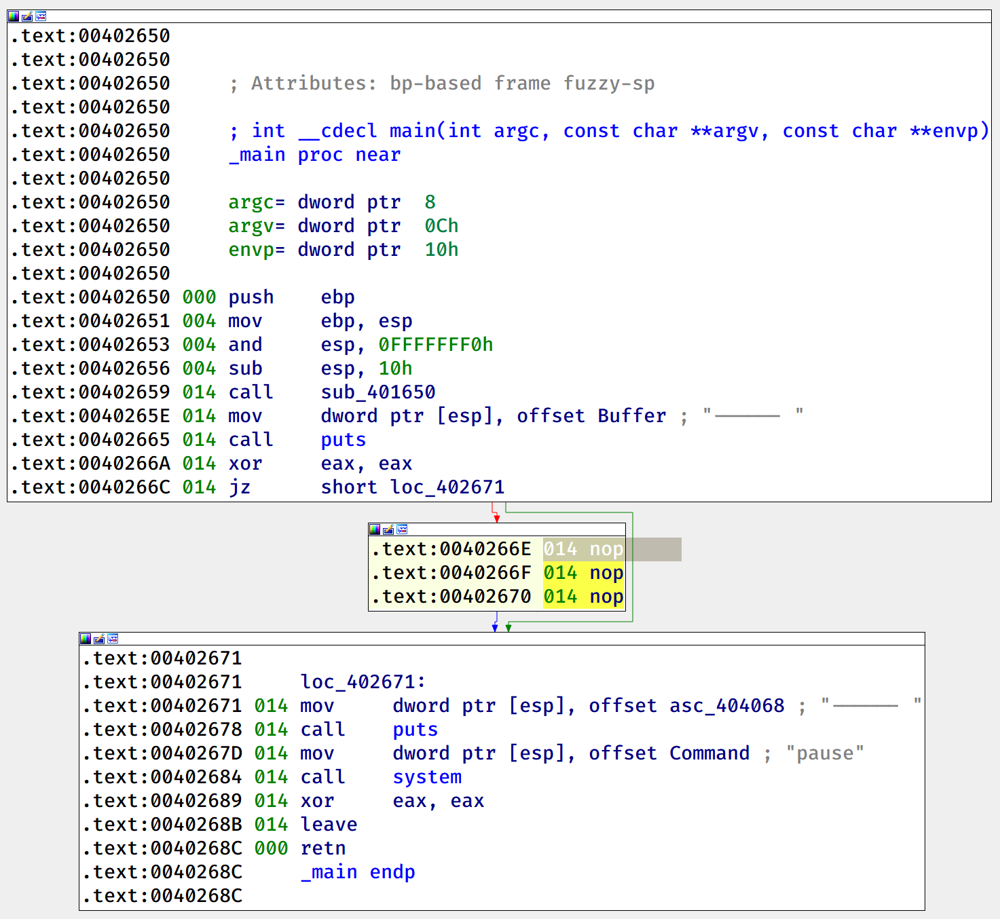 .text:00402650
.text:00402650
.text:00402650 ; Attributes: bp-based frame fuzzy-sp
.text:00402650
.text:00402650 ; int __cdecl main(int argc, const char **argv, const char **envp)
.text:00402650 _main proc near
.text:00402650
.text:00402650 argc= dword ptr 8
.text:00402650 argv= dword ptr 0Ch
.text:00402650 envp= dword ptr 10h
.text:00402650
.text:00402650 000 push ebp
.text:00402651 004 mov ebp, esp
.text:00402653 004 and esp, 0FFFFFFF0h
.text:00402656 004 sub esp, 10h
.text:00402659 014 call sub_401650
.text:0040265E 014 mov dword ptr [esp], offset Buffer ; "────── "
.text:00402665 014 call puts
.text:0040266A 014 xor eax, eax
.text:0040266C 014 jz short loc_402671
.text:0040266E 014 nop
.text:0040266F 014 nop
.text:00402670 014 nop
.text:00402671
.text:00402671 loc_402671:
.text:00402671 014 mov dword ptr [esp], offset asc_404068 ; "────── "
.text:00402678 014 call puts
.text:0040267D 014 mov dword ptr [esp], offset Command ; "pause"
.text:00402684 014 call system
.text:00402689 014 xor eax, eax
.text:0040268B 014 leave
.text:0040268C 000 retn
.text:0040268C _main endp
.text:0040268C